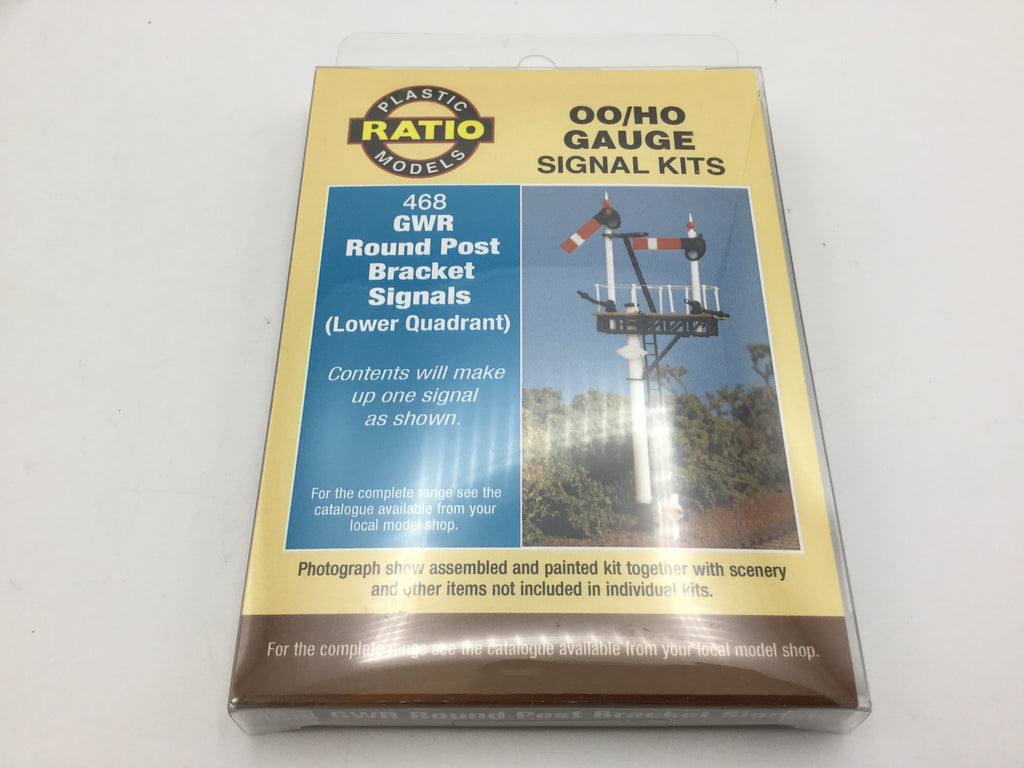 PLASTIC
RATIO
MODELS
OO/HO
GAUGE
SIGNAL KITS
468
GWR
Round Post
Bracket
Signals
(Lower Quadrant)
Contents will make
up one signal
as shown.
For the complete range see the
catalogue available from your
local model shop.
Photograph show assembled and painted kit together with scenery
and other items not included in individual kits.
For the complete range see the catalogue available from your local model shop.
GWR Round Post Bracket